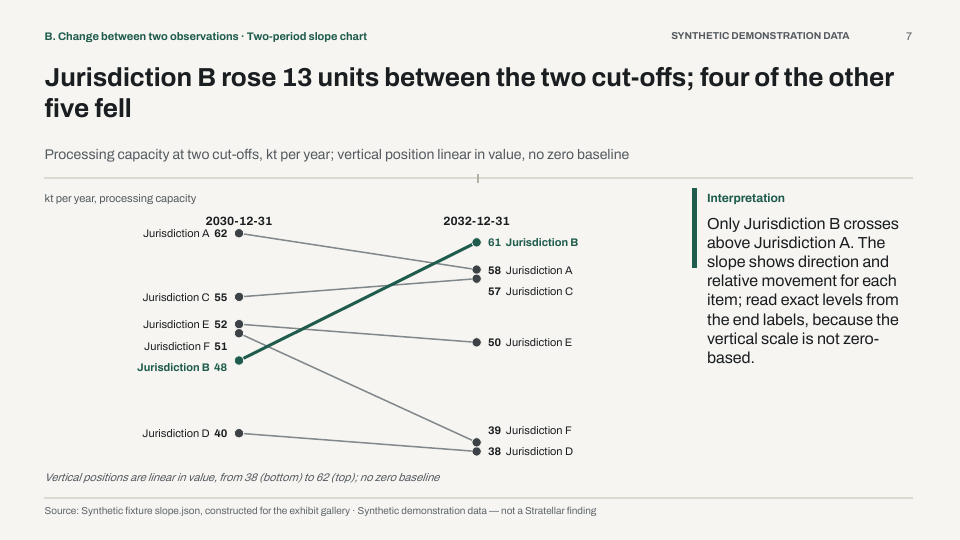 B. Change between two observations · Two-period slope chart
SYNTHETIC DEMONSTRATION DATA
7
Jurisdiction B rose 13 units between the two cut-offs; four of the other
five fell
Processing capacity at two cut-offs, kt per year; vertical position linear in value, no zero baseline
kt per year, processing capacity
2030-12-31
2032-12-31
Jurisdiction A 62
Jurisdiction C 55
Jurisdiction E 52
Jurisdiction F 51
Jurisdiction B 48
Jurisdiction D 40
61 Jurisdiction B
58 Jurisdiction A
57 Jurisdiction C
50 Jurisdiction E
39 Jurisdiction F
38 Jurisdiction D
Interpretation
Only Jurisdiction B crosses
above Jurisdiction A. The
slope shows direction and
relative movement for each
item; read exact levels from
the end labels, because the
vertical scale is not zero-
based.
Vertical positions are linear in value, from 38 (bottom) to 62 (top); no zero baseline
Source: Synthetic fixture slope.json, constructed for the exhibit gallery · Synthetic demonstration data — not a Stratellar finding